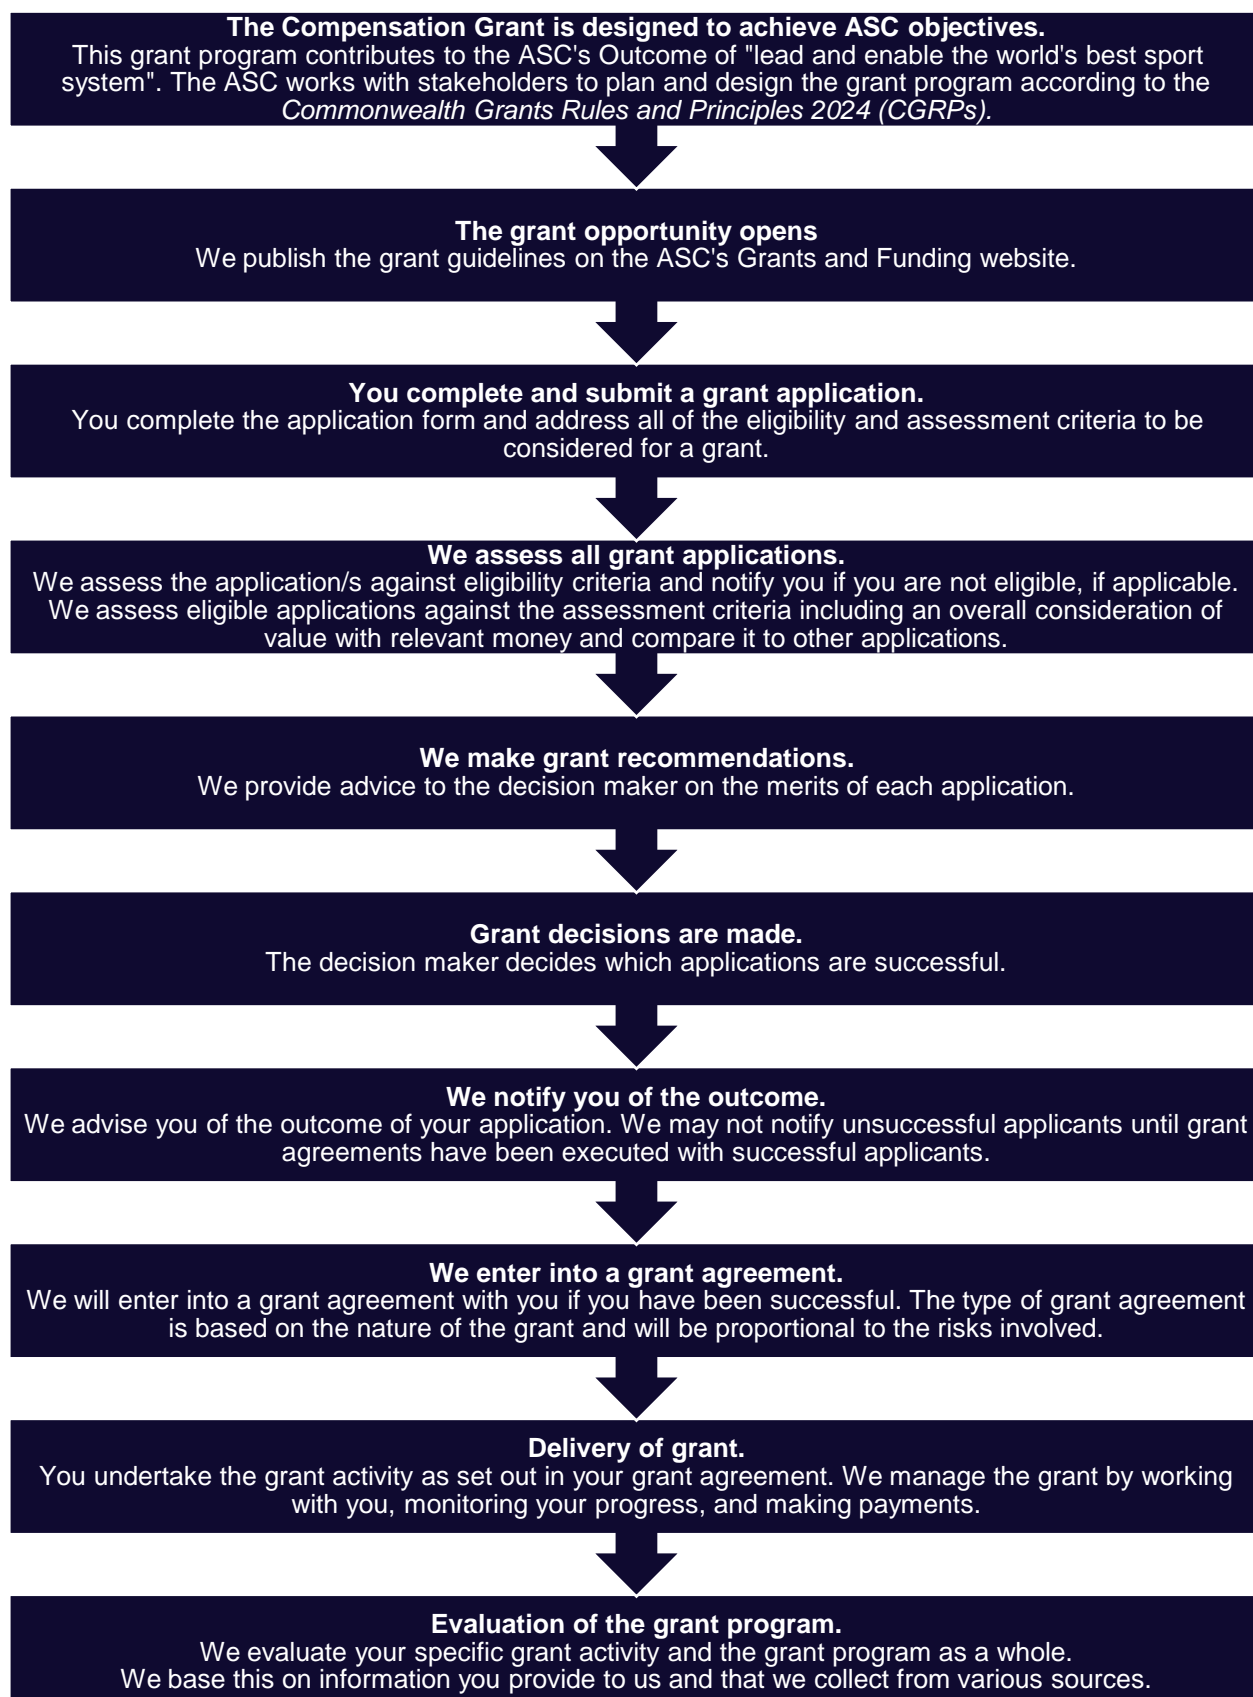 The Compensation Grant is designed to achieve ASC objectives.
This grant program contributes to the ASC's Outcome of "lead and enable the world's best sport
system". The ASC works with stakeholders to plan and design the grant program according to the
Commonwealth Grants Rules and Principles 2024 (CGRPs).
The grant opportunity opens
We publish the grant guidelines on the ASC's Grants and Funding website.
You complete and submit a grant application.
You complete the application form and address all of the eligibility and assessment criteria to be
considered for a grant.
We assess all grant applications.
We assess the application/s against eligibility criteria and notify you if you are not eligible, if applicable.
We assess eligible applications against the assessment criteria including an overall consideration of
value with relevant money and compare it to other applications.
We make grant recommendations.
We provide advice to the decision maker on the merits of each application.
Grant decisions are made.
The decision maker decides which applications are successful.
We notify you of the outcome.
We advise you of the outcome of your application. We may not notify unsuccessful applicants until grant
agreements have been executed with successful applicants.
We enter into a grant agreement.
We will enter into a grant agreement with you if you have been successful. The type of grant agreement
is based on the nature of the grant and will be proportional to the risks involved.
Delivery of grant.
You undertake the grant activity as set out in your grant agreement. We manage the grant by working
with you, monitoring your progress, and making payments.
Evaluation of the grant program.
We evaluate your specific grant activity and the grant program as a whole.
We base this on information you provide to us and that we collect from various sources.